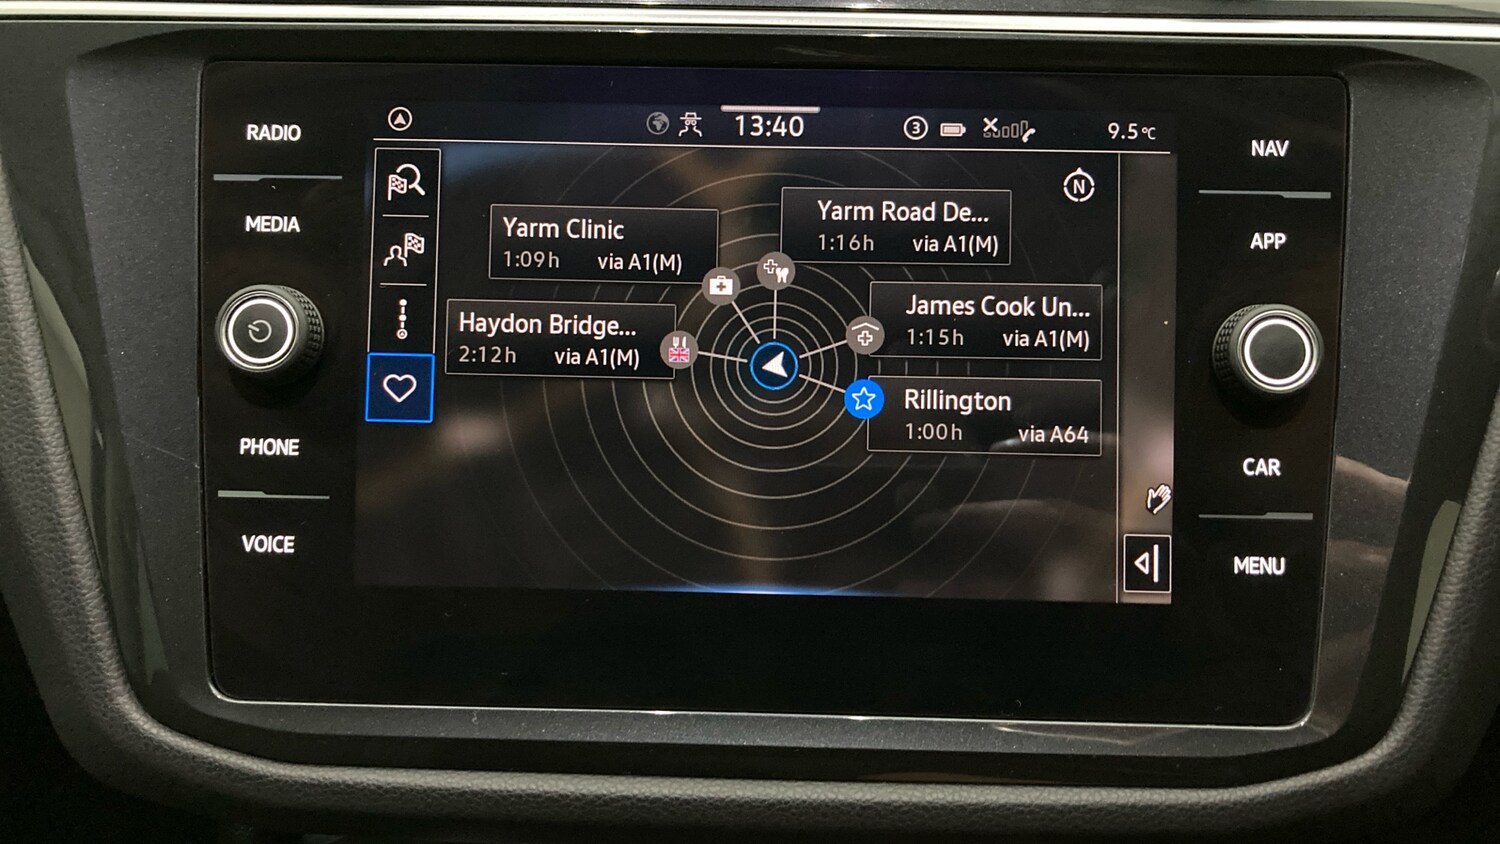 RADIO
MEDIA
PHONE
VOICE
13:40
3
9.5°C
N
Yarm Clinic
1:09h via A1(M)
Yarm Road De...
1:16h via A1(M)
Haydon Bridge...
2:12h via A1(M)
James Cook Un...
1:15h via A1(M)
Rillington
1:00h via A64
NAV
APP
CAR
MENU